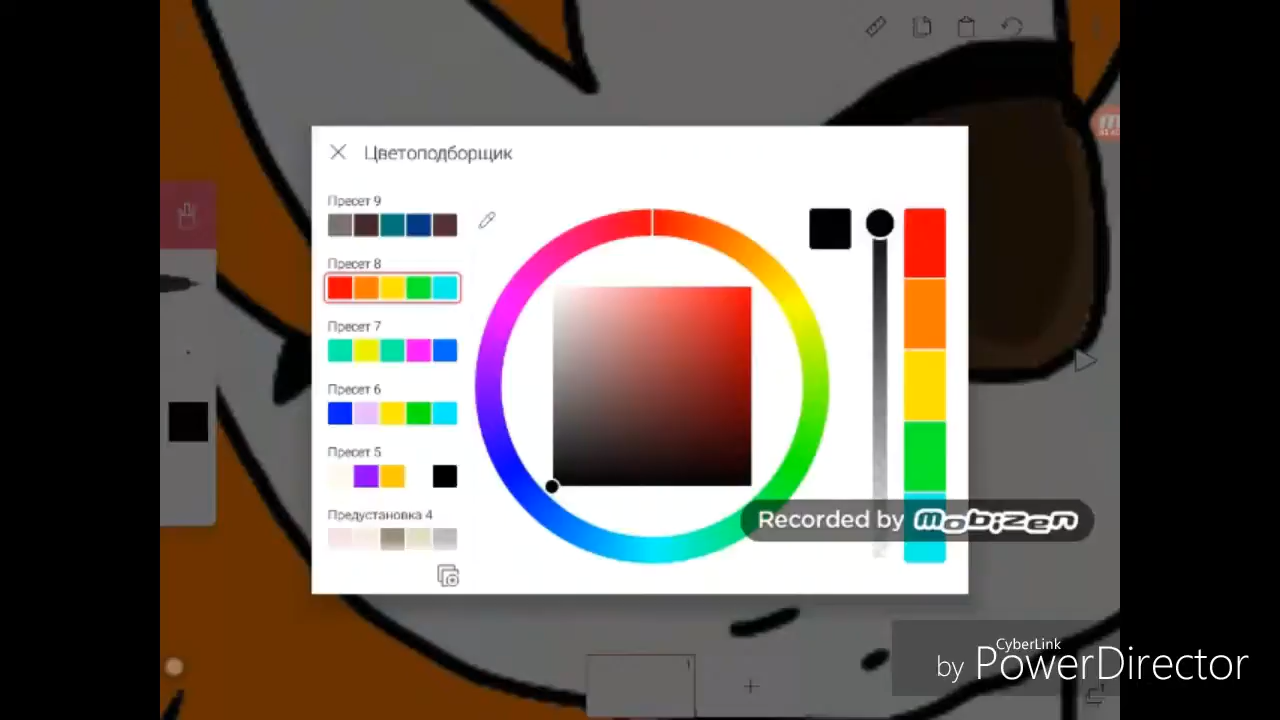 Цветоподборщик
Пресет 9
Пресет 8
Пресет 7
Пресет 6
Пресет 5
Предустановка 4
Recorded by mobizen
CyberLink
by PowerDirector
1